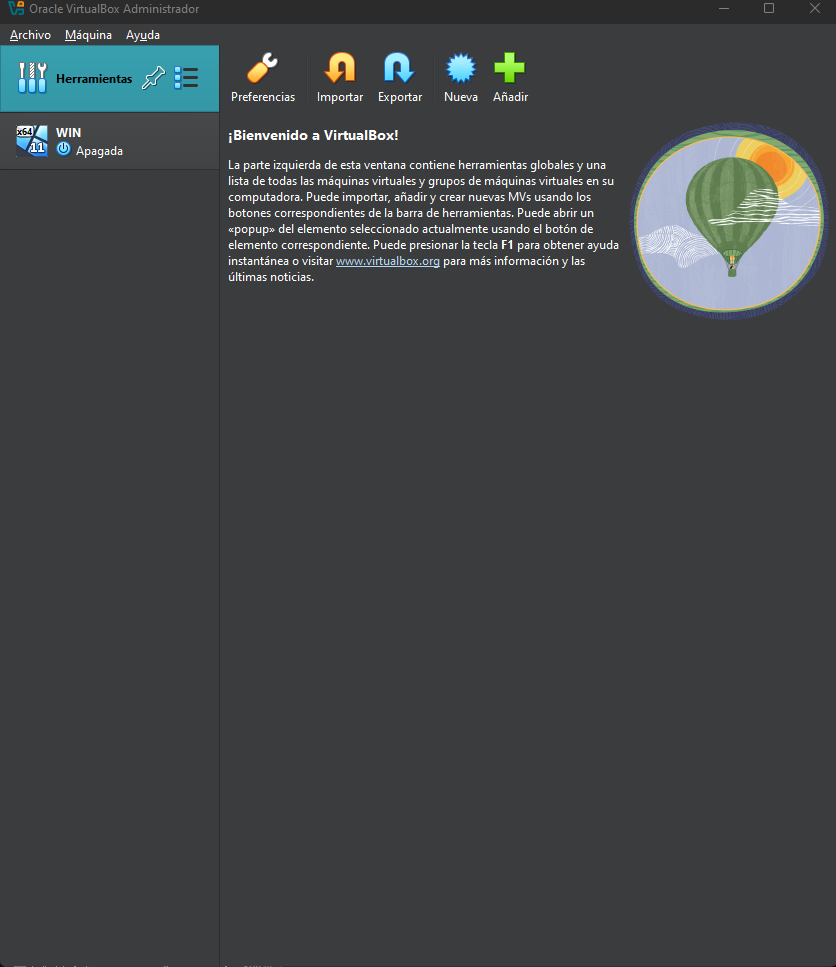 Oracle VirtualBox Administrador
Archivo Máquina Ayuda
Herramientas
Preferencias Importar Exportar Nueva Añadir
x64
11
WIN
Apagada
¡Bienvenido a VirtualBox!
La parte izquierda de esta ventana contiene herramientas globales y una
lista de todas las máquinas virtuales y grupos de máquinas virtuales en su
computadora. Puede importar, añadir y crear nuevas MVs usando los
botones correspondientes de la barra de herramientas. Puede abrir un
«popup» del elemento seleccionado actualmente usando el botón de
elemento correspondiente. Puede presionar la tecla F1 para obtener ayuda
instantánea o visitar www.virtualbox.org para más información y las
últimas noticias.